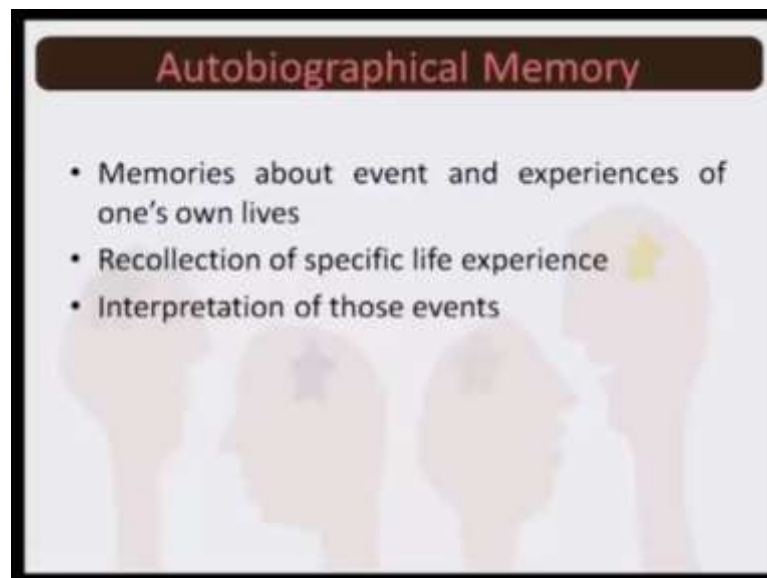 Autobiographical Memory
• Memories about event and experiences of
one's own lives
• Recollection of specific life experience
• Interpretation of those events